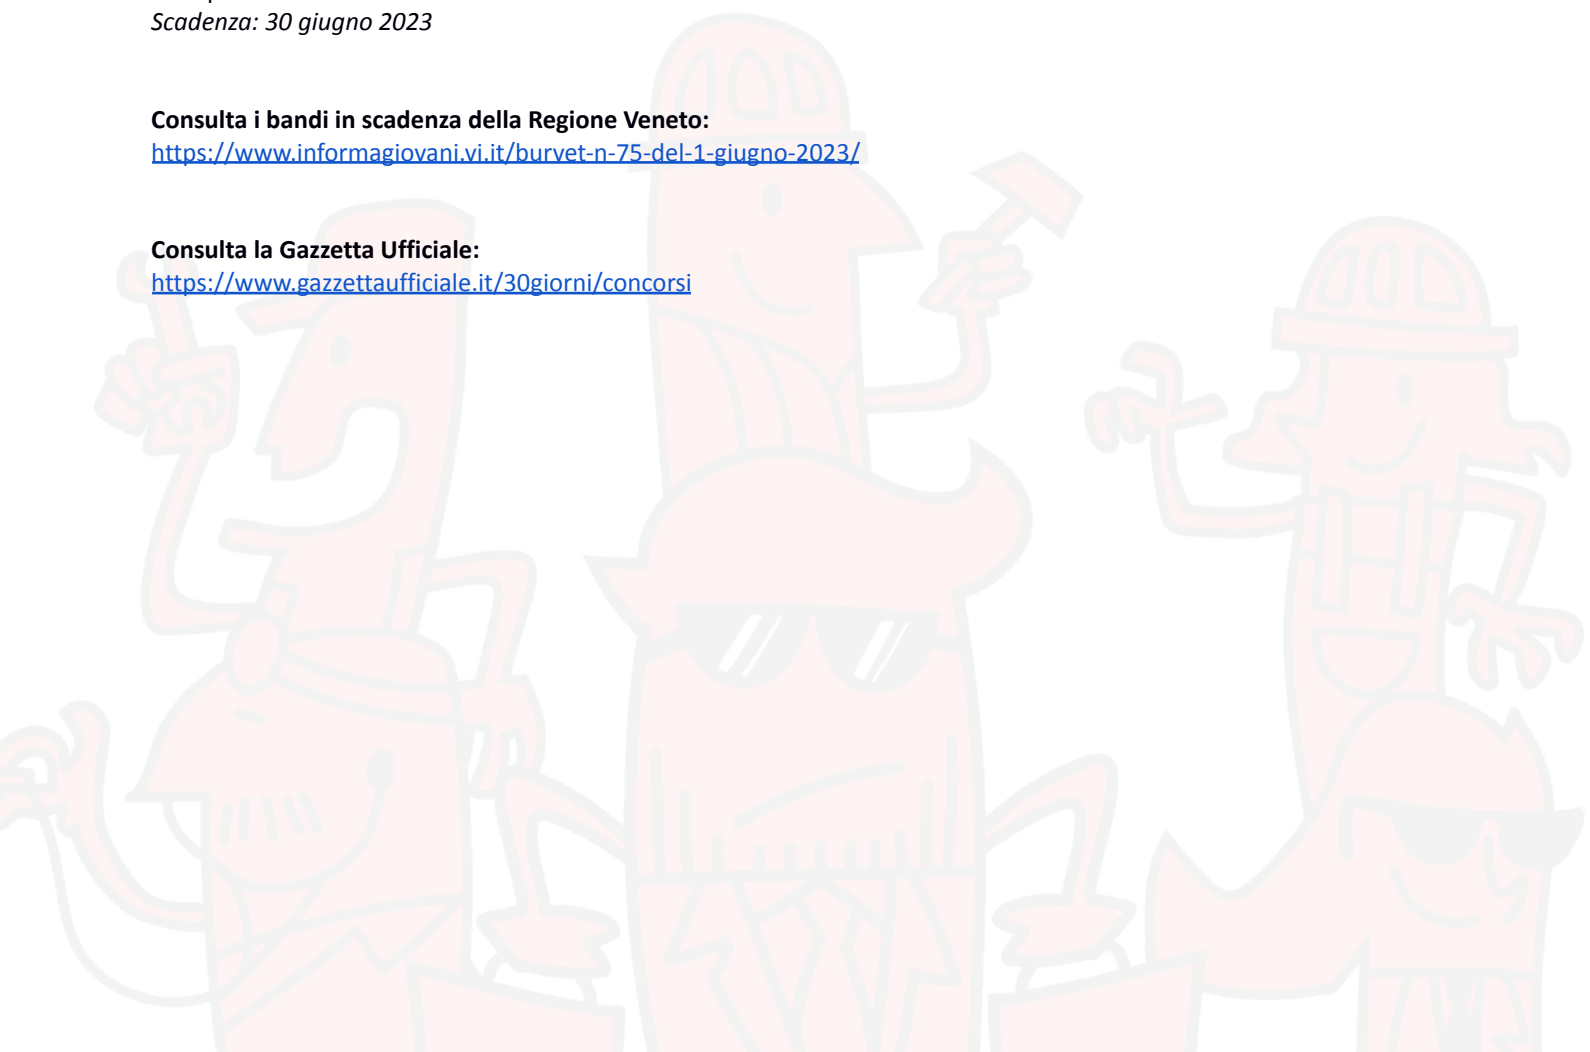 Scadenza: 30 giugno 2023
Consulta i bandi in scadenza della Regione Veneto:
https://www.informagiovani.vi.it/burvet-n-75-del-1-giugno-2023/
Consulta la Gazzetta Ufficiale:
https://www.gazzettaufficiale.it/30giorni/concorsi